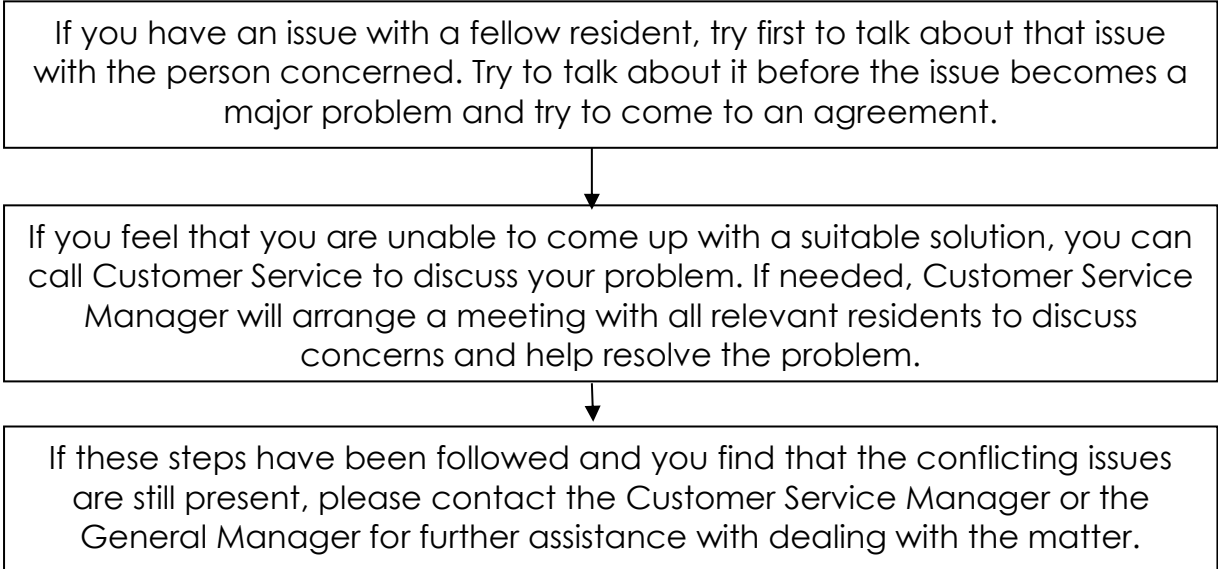 If you have an issue with a fellow resident, try first to talk about that issue
with the person concerned. Try to talk about it before the issue becomes a
major problem and try to come to an agreement.
If you feel that you are unable to come up with a suitable solution, you can
call Customer Service to discuss your problem. If needed, Customer Service
Manager will arrange a meeting with all relevant residents to discuss
concerns and help resolve the problem.
If these steps have been followed and you find that the conflicting issues
are still present, please contact the Customer Service Manager or the
General Manager for further assistance with dealing with the matter.